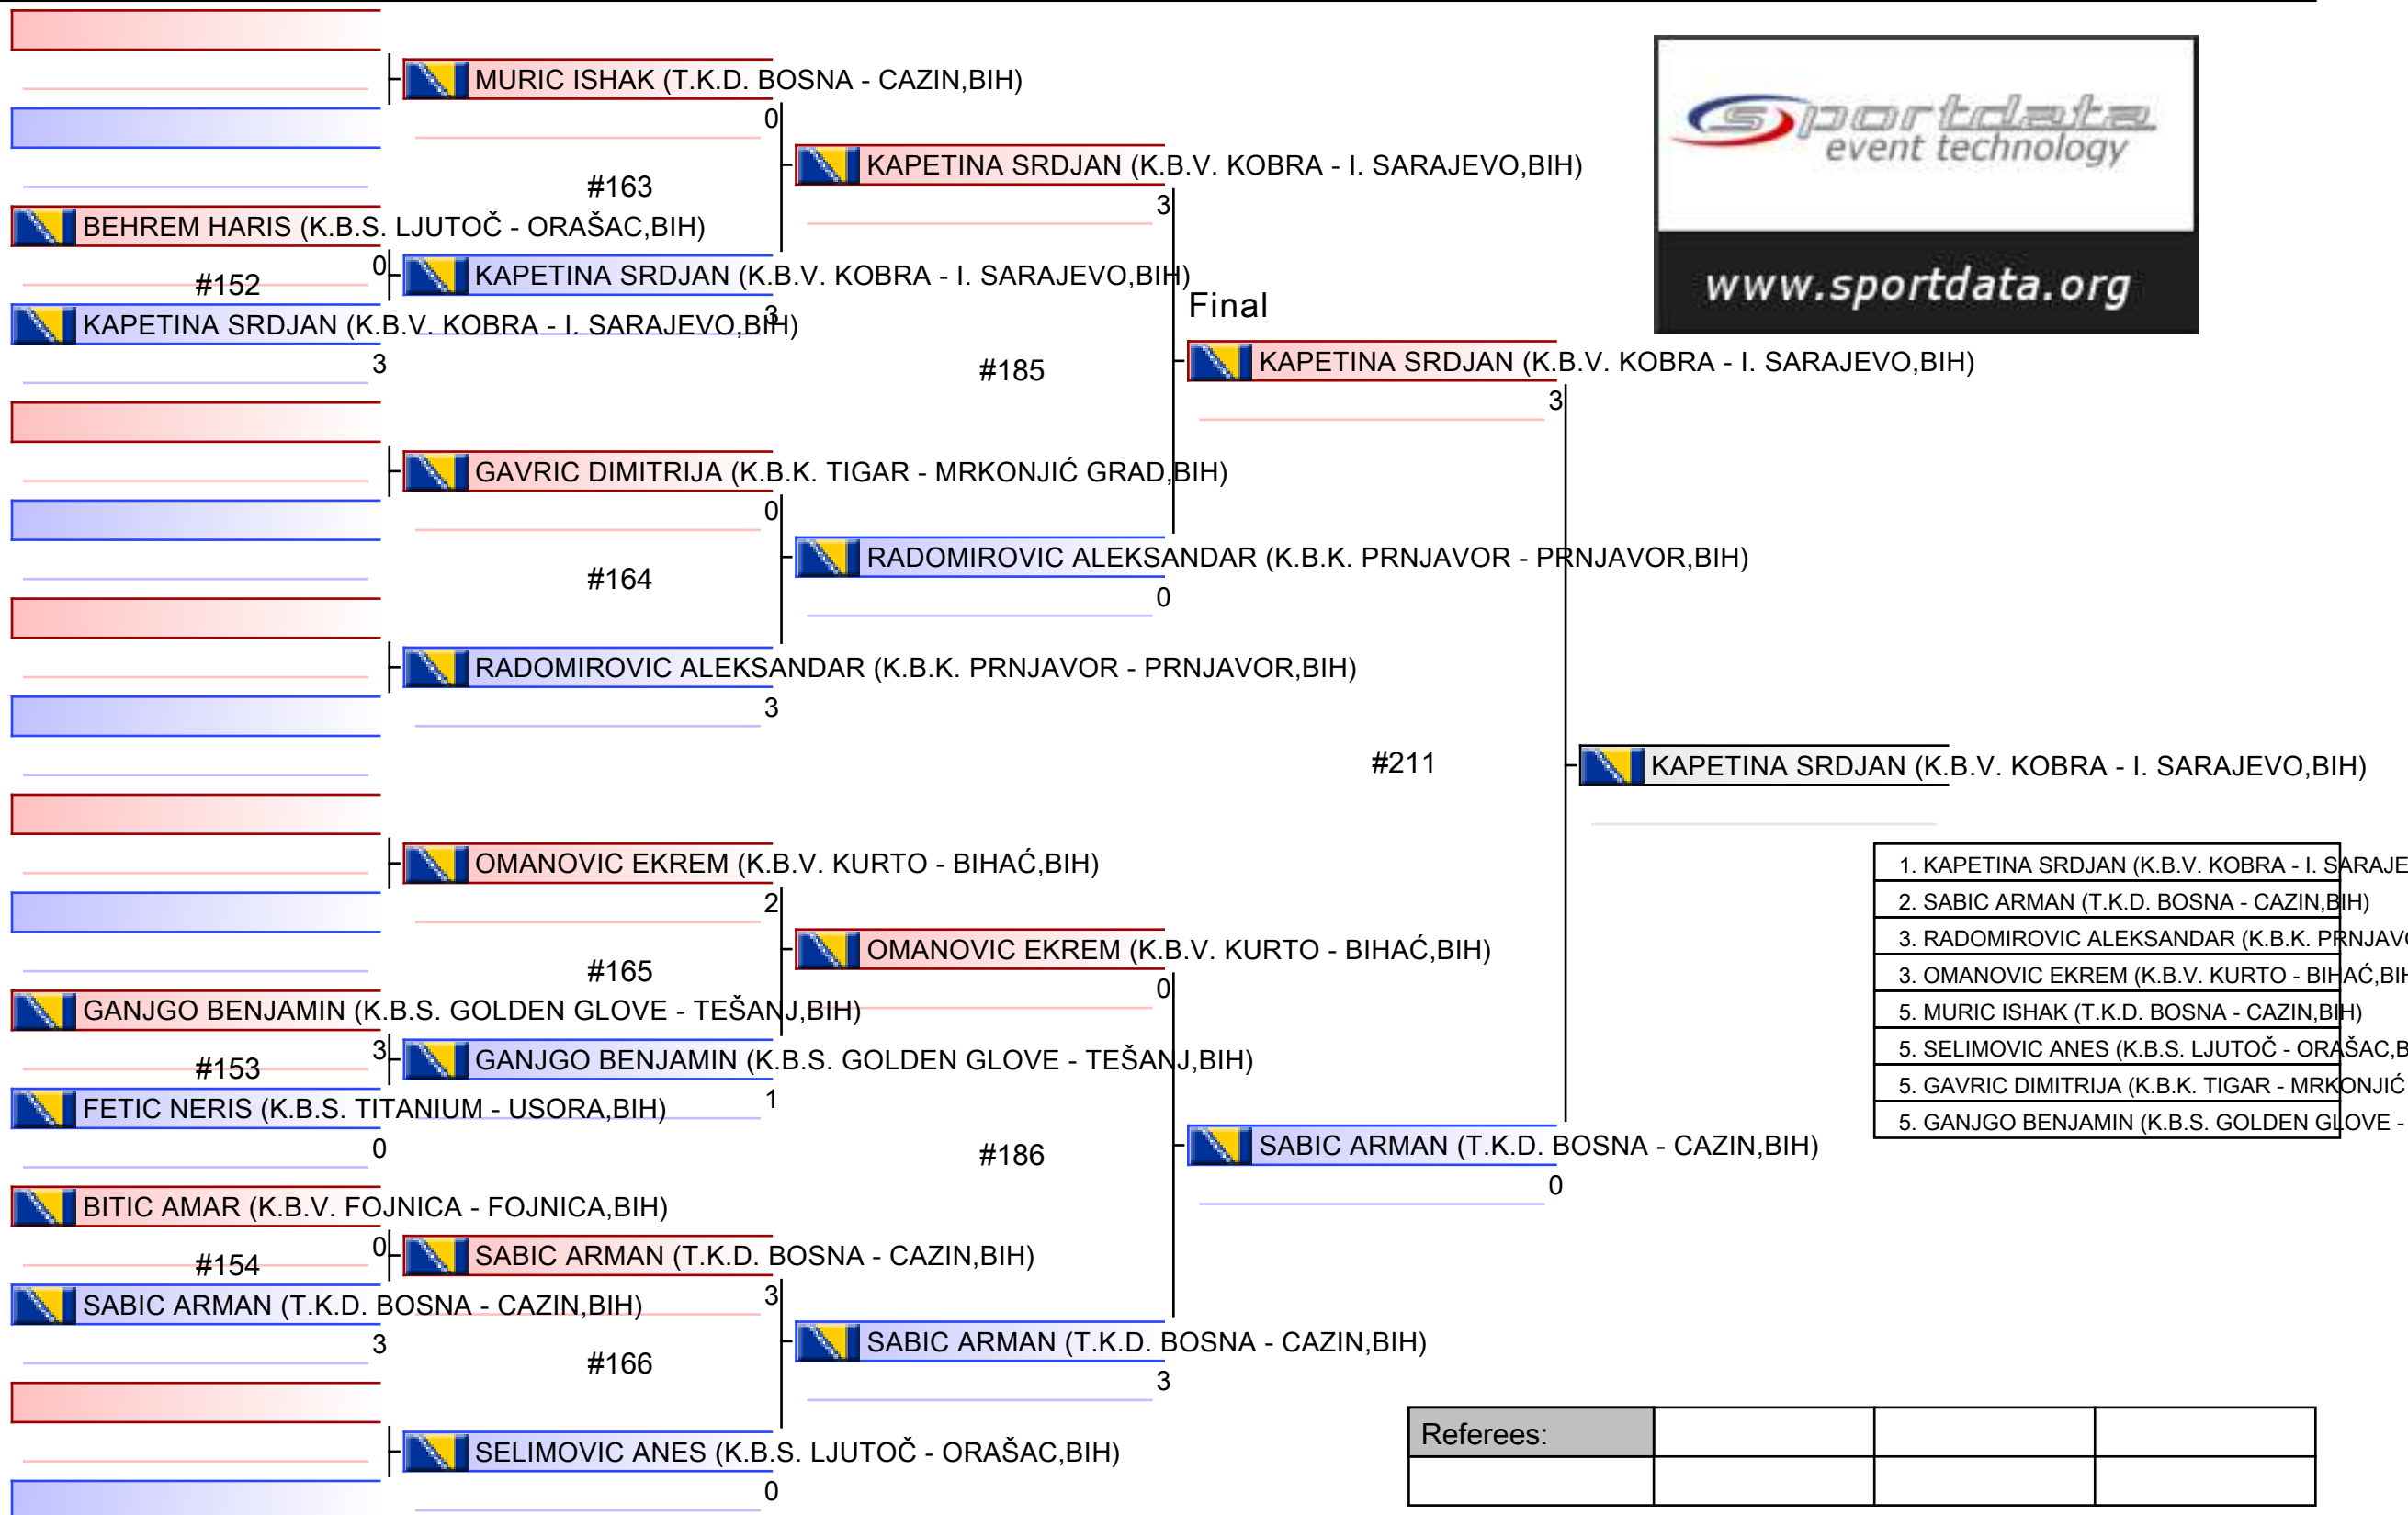 MURIC ISHAK (T.K.D. BOSNA - CAZIN,BIH)
0
#163
KAPETINA SRDJAN (K.B.V. KOBRA - I. SARAJEVO,BIH)
3
BEHREM HARIS (K.B.S. LJUTOČ - ORAŠAC,BIH)
0
#152
KAPETINA SRDJAN (K.B.V. KOBRA - I. SARAJEVO,BIH)
3
KAPETINA SRDJAN (K.B.V. KOBRA - I. SARAJEVO,BIH)
3
Final
#185
KAPETINA SRDJAN (K.B.V. KOBRA - I. SARAJEVO,BIH)
3
GAVRIC DIMITRIJA (K.B.K. TIGAR - MRKONJIĆ GRAD,BIH)
0
#164
RADOMIROVIC ALEKSANDAR (K.B.K. PRNJAVOR - PRNJAVOR,BIH)
0
RADOMIROVIC ALEKSANDAR (K.B.K. PRNJAVOR - PRNJAVOR,BIH)
3
#211
KAPETINA SRDJAN (K.B.V. KOBRA - I. SARAJEVO,BIH)
OMANOVIC EKREM (K.B.V. KURTO - BIHAĆ,BIH)
2
#165
OMANOVIC EKREM (K.B.V. KURTO - BIHAĆ,BIH)
0
GANJGO BENJAMIN (K.B.S. GOLDEN GLOVE - TEŠANJ,BIH)
3
#153
GANJGO BENJAMIN (K.B.S. GOLDEN GLOVE - TEŠANJ,BIH)
1
FETIC NERIS (K.B.S. TITANIUM - USORA,BIH)
0
#186
SABIC ARMAN (T.K.D. BOSNA - CAZIN,BIH)
0
BITIC AMAR (K.B.V. FOJNICA - FOJNICA,BIH)
0
#154
SABIC ARMAN (T.K.D. BOSNA - CAZIN,BIH)
3
SABIC ARMAN (T.K.D. BOSNA - CAZIN,BIH)
3
#166
SABIC ARMAN (T.K.D. BOSNA - CAZIN,BIH)
3
SELIMOVIC ANES (K.B.S. LJUTOČ - ORAŠAC,BIH)
0
sportdata
event technology
www.sportdata.org
1. KAPETINA SRDJAN (K.B.V. KOBRA - I. SARAJE
2. SABIC ARMAN (T.K.D. BOSNA - CAZIN,BIH)
3. RADOMIROVIC ALEKSANDAR (K.B.K. PRNJAVO
3. OMANOVIC EKREM (K.B.V. KURTO - BIHAĆ,BIH
5. MURIC ISHAK (T.K.D. BOSNA - CAZIN,BIH)
5. SELIMOVIC ANES (K.B.S. LJUTOČ - ORAŠAC,B
5. GAVRIC DIMITRIJA (K.B.K. TIGAR - MRKONJIĆ
5. GANJGO BENJAMIN (K.B.S. GOLDEN GLOVE -
Referees: